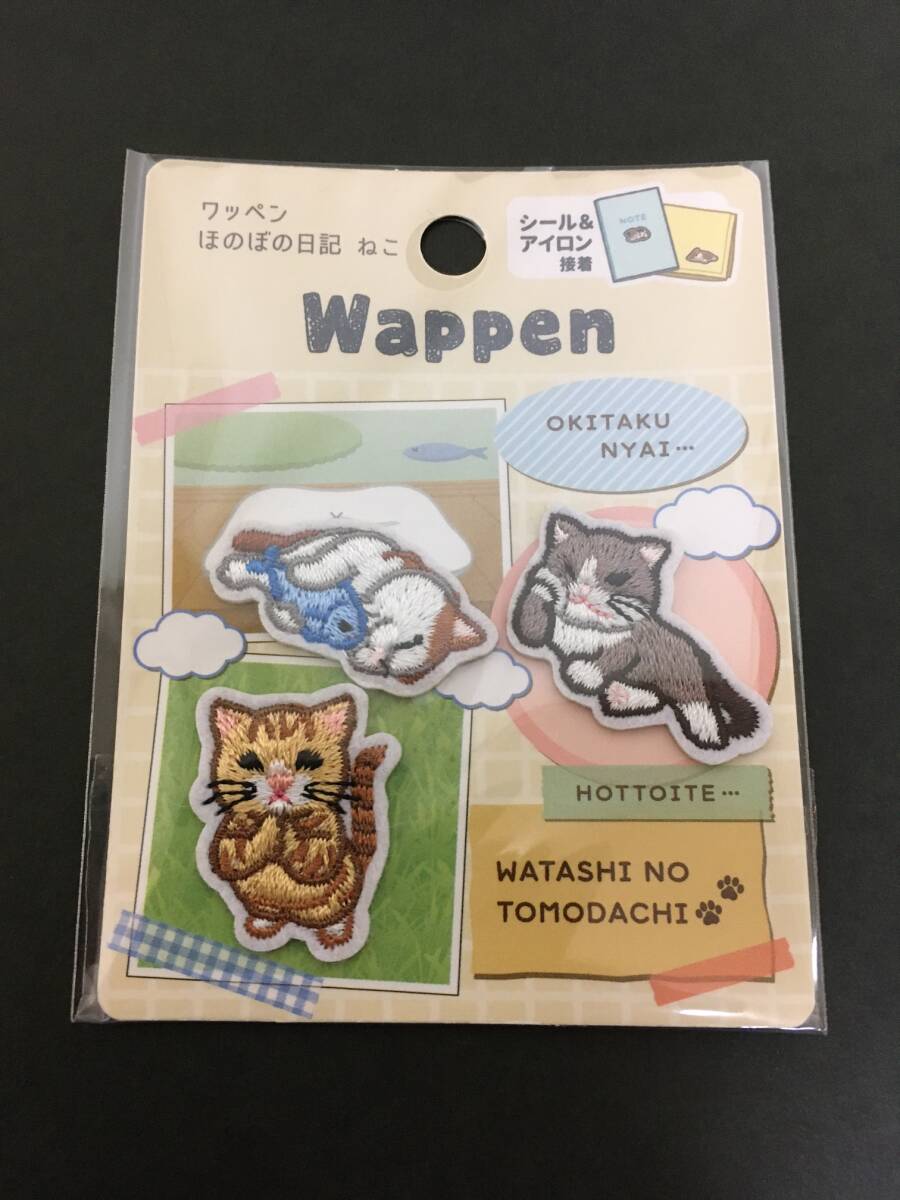 ワッペン
ほのぼの日記 ねこ
シール&
アイロン
接着
NOTE
Wappen
OKITAKU
NYAI…
HOTTOITE…
WATASHI NO
TOMODACHI